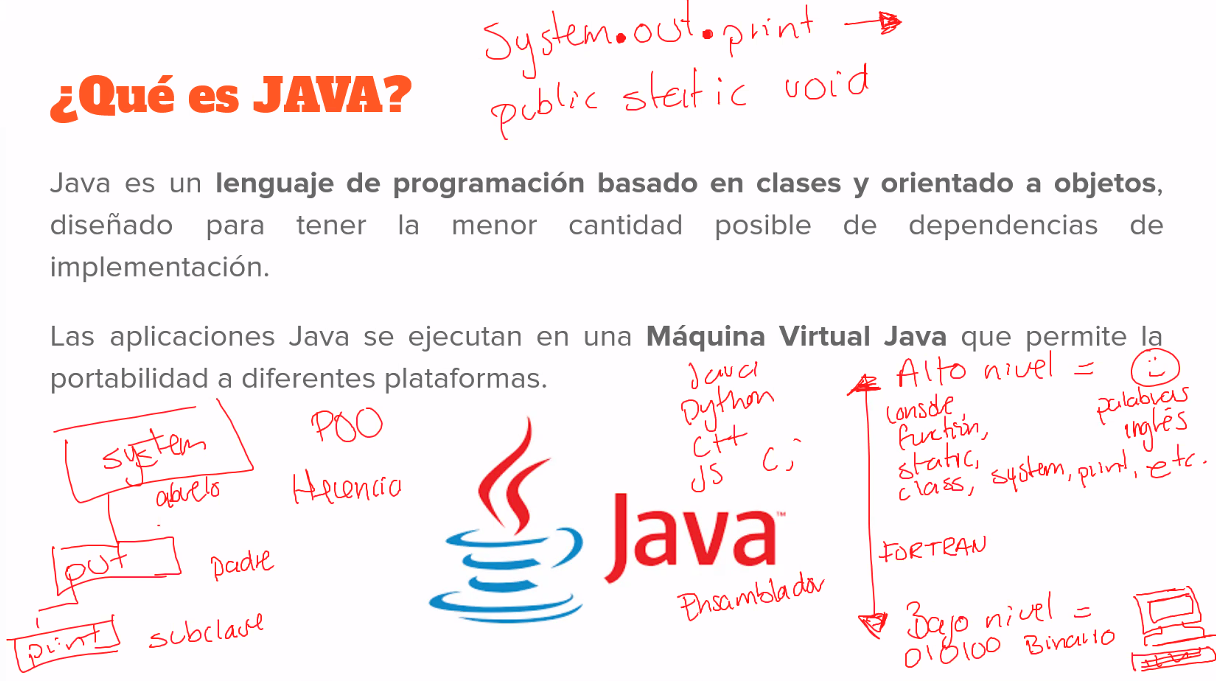 System.out.print →
public static void
¿Qué es JAVA?
Java es un lenguaje de programación basado en clases y orientado a objetos,
diseñado para tener la menor cantidad posible de dependencias de
implementación.
Las aplicaciones Java se ejecutan en una Máquina Virtual Java que permite la
portabilidad a diferentes plataformas.
system
abuelo
out
padre
print
subclase
POO
Herencia
Java
Python
C++
JS C,
Java™
Ensamblador
Alto nivel =
palabras
inglés
console,
function,
static,
class, system, print, etc.
FORTRAN
Bajo nivel =
010100 Binario